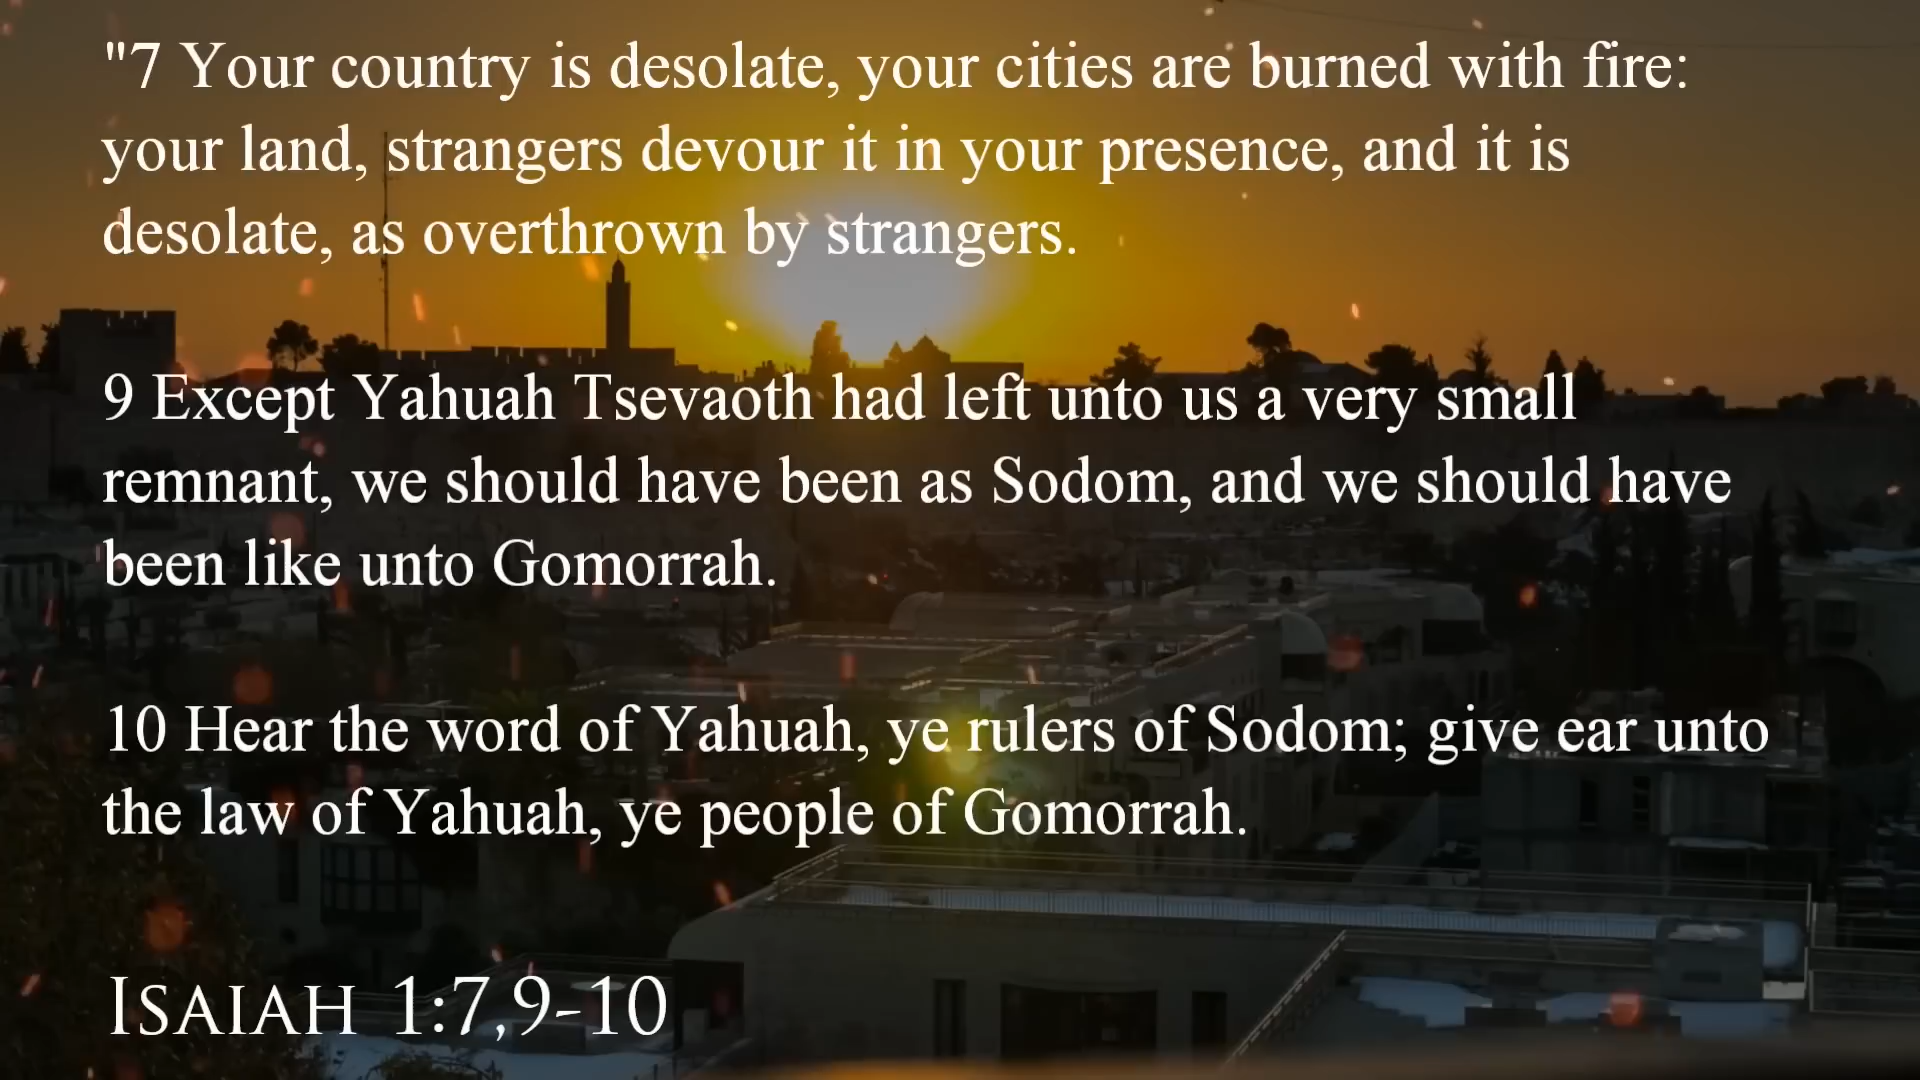 "7 Your country is desolate, your cities are burned with fire:
your land, strangers devour it in your presence, and it is
desolate, as overthrown by strangers.
9 Except Yahuah Tsevaoth had left unto us a very small
remnant, we should have been as Sodom, and we should have
been like unto Gomorrah.
10 Hear the word of Yahuah, ye rulers of Sodom; give ear unto
the law of Yahuah, ye people of Gomorrah.
Isaiah 1:7,9-10